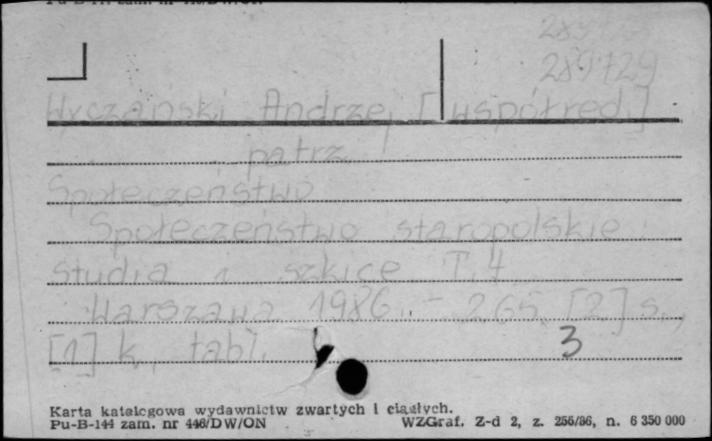 289729
289729
Wyczański Andrzej [współred.]
patrz
Społeczeństwo
Społeczeństwo staropolskie :
studia i szkice T. 4
Warszawa 1986. - 265, [2] s.,
[1] k. tabl.
3
Karta katalogowa wydawnictw zwartych i ciągłych.
Pu-B-144 zam. nr 446/DW/ON
WZGraf. Z-d 2, z. 256/86, n. 6 350 000